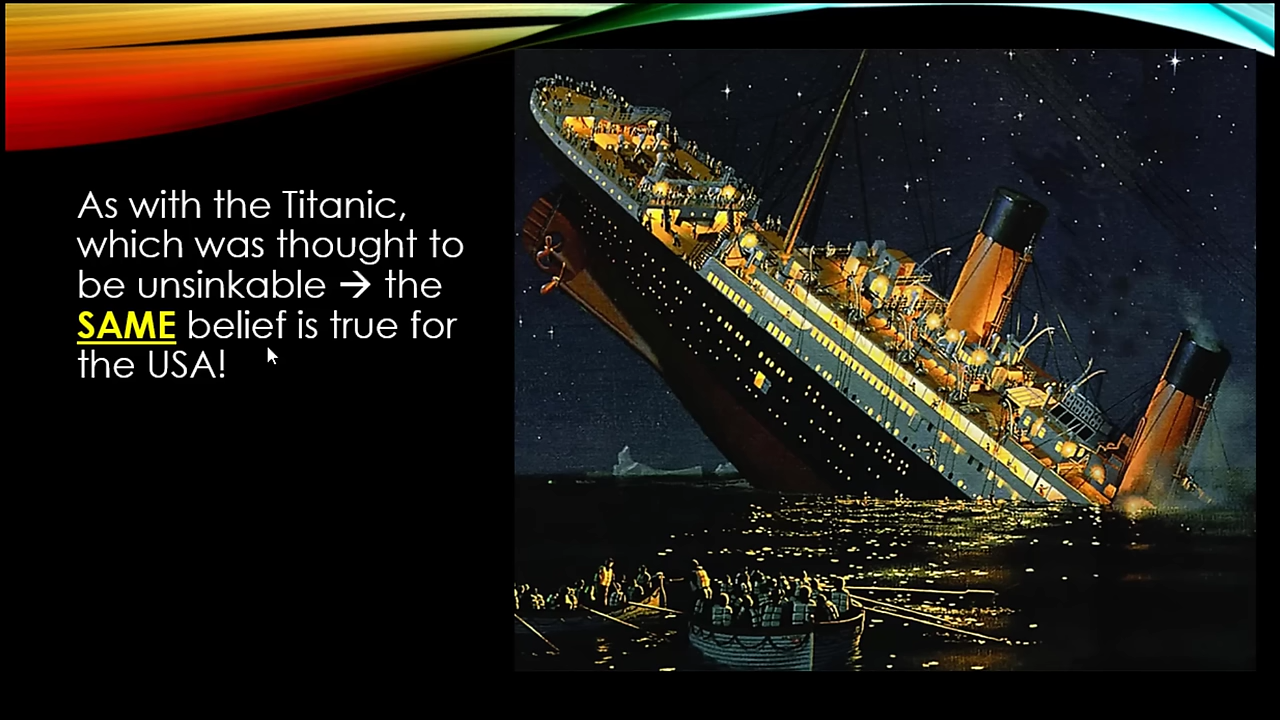 As with the Titanic,
which was thought to
be unsinkable → the
SAME belief is true for
the USA!